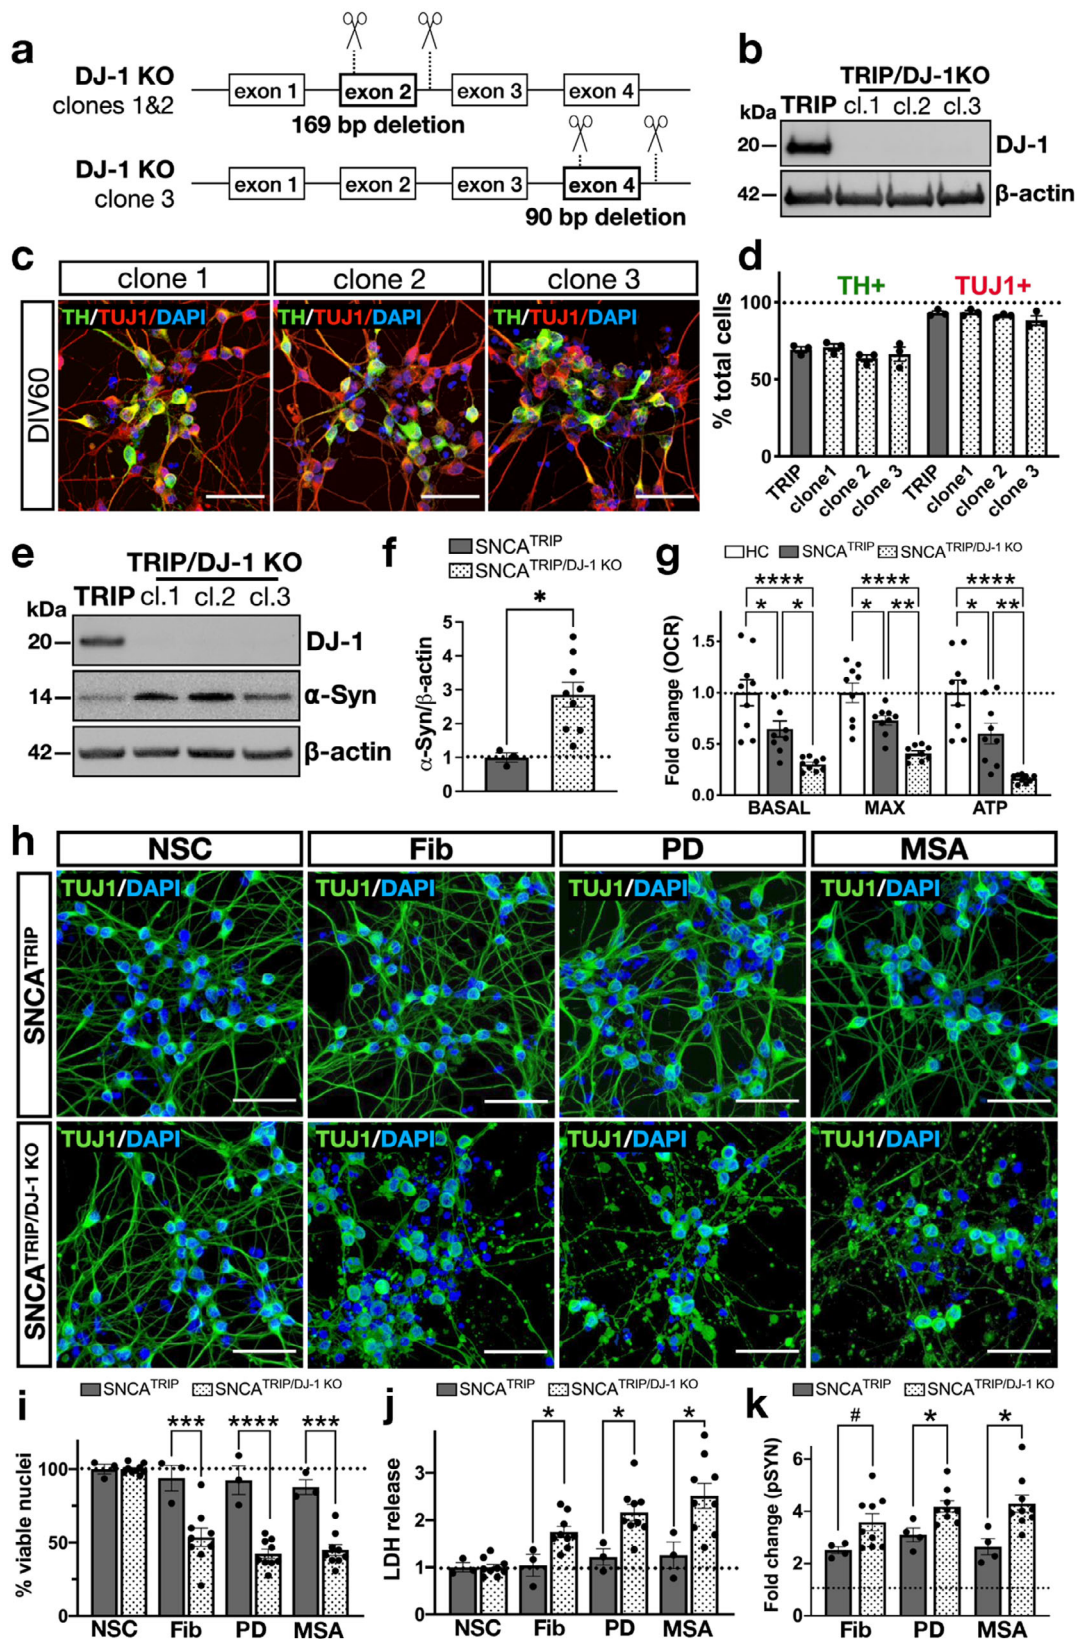 a
DJ-1 KO
clones 1&2
exon 1
exon 2
exon 3
exon 4
169 bp deletion
DJ-1 KO
clone 3
exon 1
exon 2
exon 3
exon 4
90 bp deletion
b
TRIP/DJ-1KO
kDa
TRIP
cl.1
cl.2
cl.3
20
DJ-1
42
β-actin
c
clone 1
clone 2
clone 3
DIV60
TH/TUJ1/DAPI
TH/TUJ1/DAPI
TH/TUJ1/DAPI
d
TH+
TUJ1+
% total cells
100
50
0
TRIP
clone1
clone 2
clone 3
TRIP
clone1
clone 2
clone 3
e
TRIP/DJ-1 KO
kDa
TRIP
cl.1
cl.2
cl.3
20
DJ-1
14
α-Syn
42
β-actin
f
SNCATRIP
SNCATRIP/DJ-1 KO
*
α-Syn/β-actin
5
4
3
2
1
0
g
HC
SNCATRIP
SNCATRIP/DJ-1 KO
**** **** ****
* * * ** * **
Fold change (OCR)
1.5
1.0
0.5
0.0
BASAL
MAX
ATP
h
NSC
Fib
PD
MSA
SNCATRIP
TUJ1/DAPI
TUJ1/DAPI
TUJ1/DAPI
TUJ1/DAPI
SNCATRIP/DJ-1 KO
TUJ1/DAPI
TUJ1/DAPI
TUJ1/DAPI
TUJ1/DAPI
i
SNCATRIP
SNCATRIP/DJ-1 KO
*** **** ***
% viable nuclei
100
50
0
NSC
Fib
PD
MSA
j
SNCATRIP
SNCATRIP/DJ-1 KO
* * *
LDH release
3
2
1
0
NSC
Fib
PD
MSA
k
SNCATRIP
SNCATRIP/DJ-1 KO
# * *
Fold change (pSYN)
6
4
2
0
Fib
PD
MSA